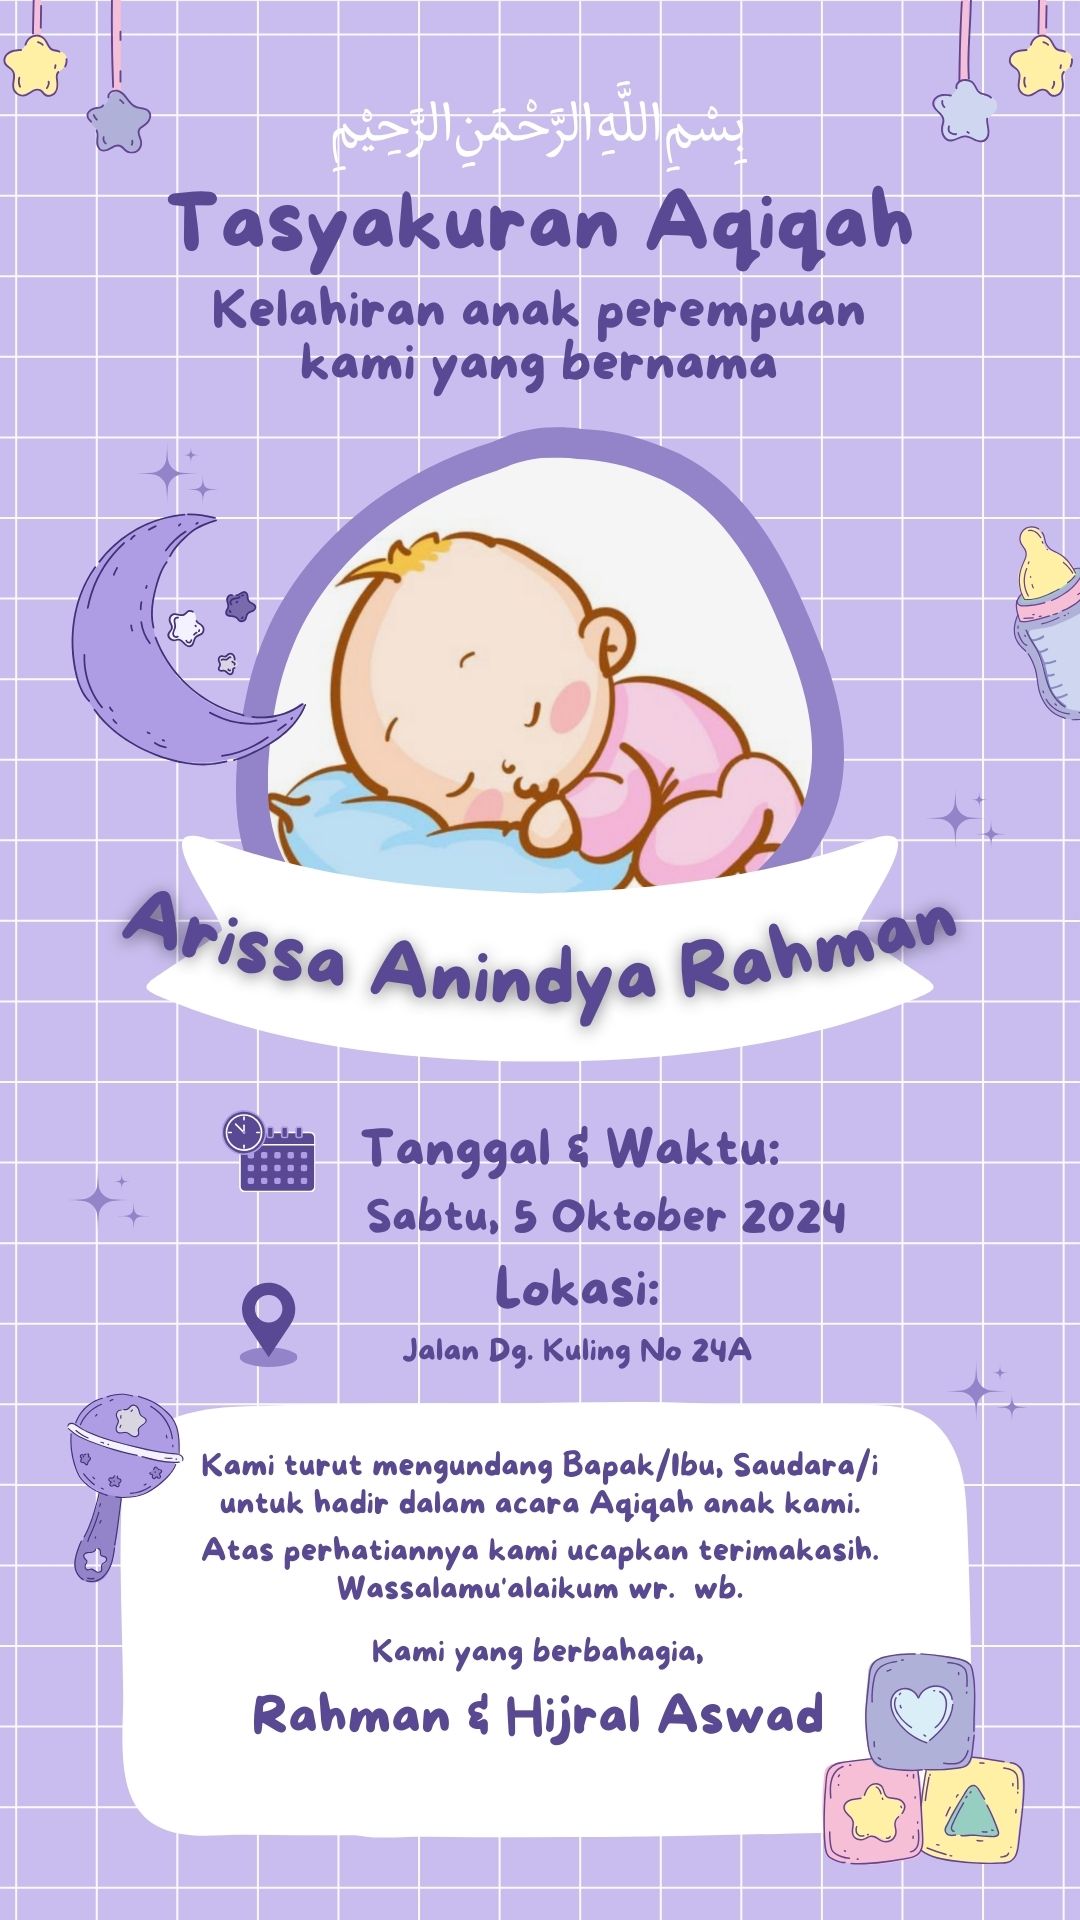 بِسْمِ اللَّهِ الرَّحْمَنِ الرَّحِيْمِ
Tasyakuran Aqiqah
Kelahiran anak perempuan
kami yang bernama
Arissa Anindya Rahman
Tanggal & Waktu:
Sabtu, 5 Oktober 2024
Lokasi:
Jalan Dg. Kuling No 24A
Kami turut mengundang Bapak/Ibu, Saudara/i
untuk hadir dalam acara Aqiqah anak kami.
Atas perhatiannya kami ucapkan terimakasih.
Wassalamu'alaikum wr. wb.
Kami yang berbahagia,
Rahman & Hijral Aswad